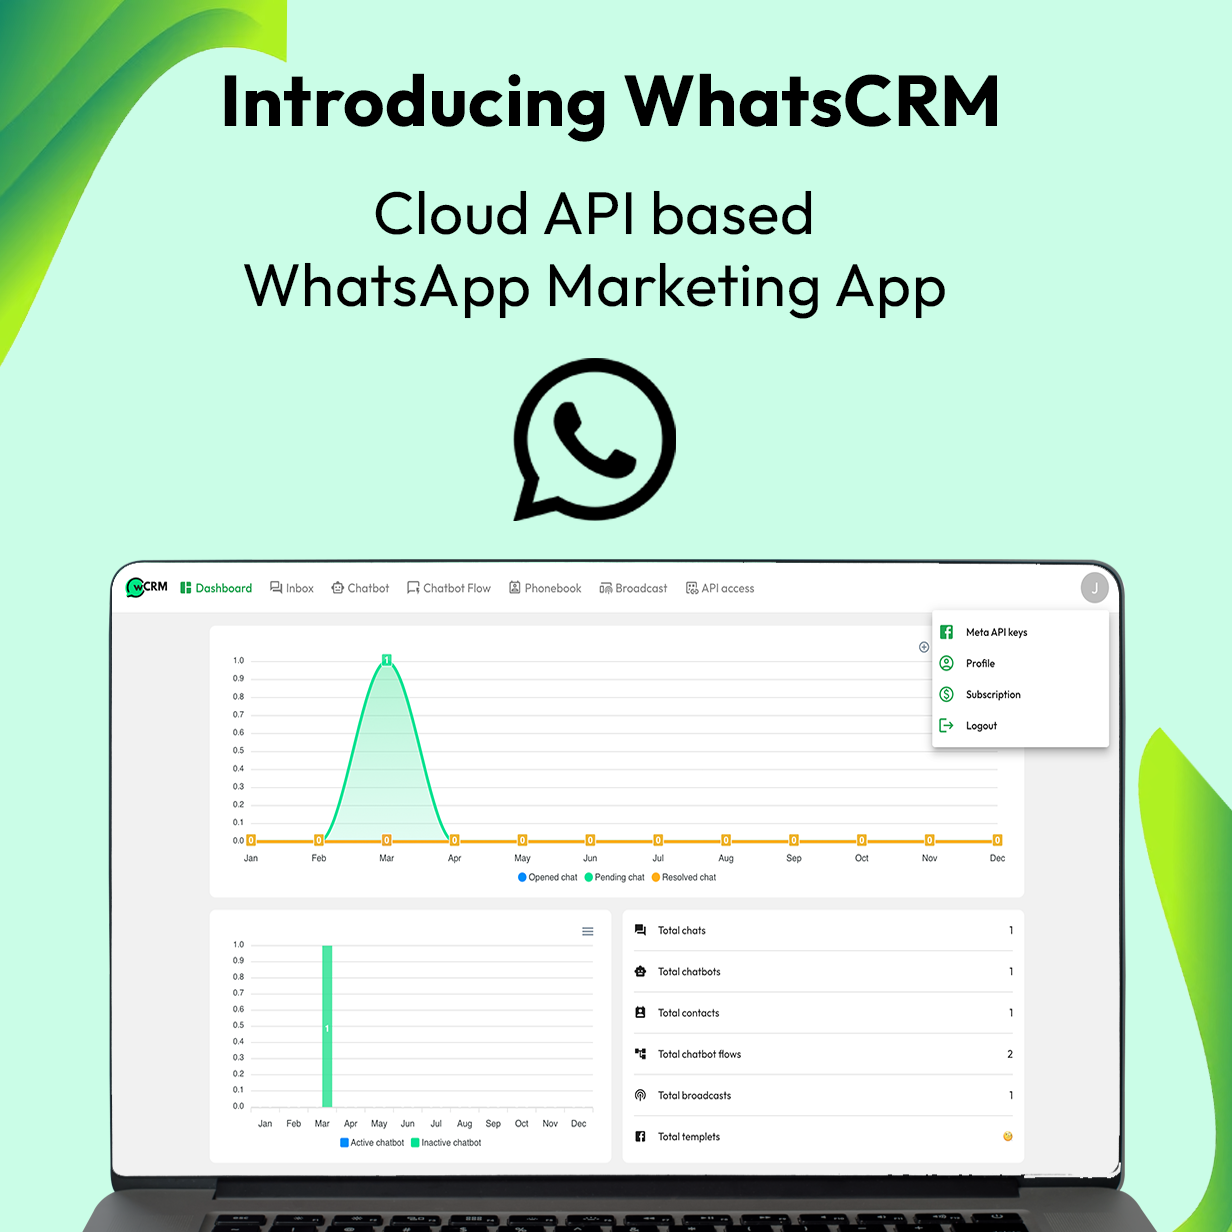 Introducing WhatsCRM
Cloud API based
WhatsApp Marketing App
wCRM Dashboard Inbox Chatbot Chatbot Flow Phonebook Broadcast API access J
Meta API keys
Profile
Subscription
Logout
1.0
0.9
0.8
0.7
0.6
0.5
0.4
0.3
0.2
0.1
0.0
1
0 0 0 0 0 0 0 0 0 0 0 0
Jan Feb Mar Apr May Jun Jul Aug Sep Oct Nov Dec
Opened chat Pending chat Resolved chat
1.0
0.9
0.8
0.7
0.6
0.5
0.4
0.3
0.2
0.1
0.0
1
Jan Feb Mar Apr May Jun Jul Aug Sep Oct Nov Dec
Active chatbot Inactive chatbot
Total chats 1
Total chatbots 1
Total contacts 1
Total chatbot flows 2
Total broadcasts 1
Total templets